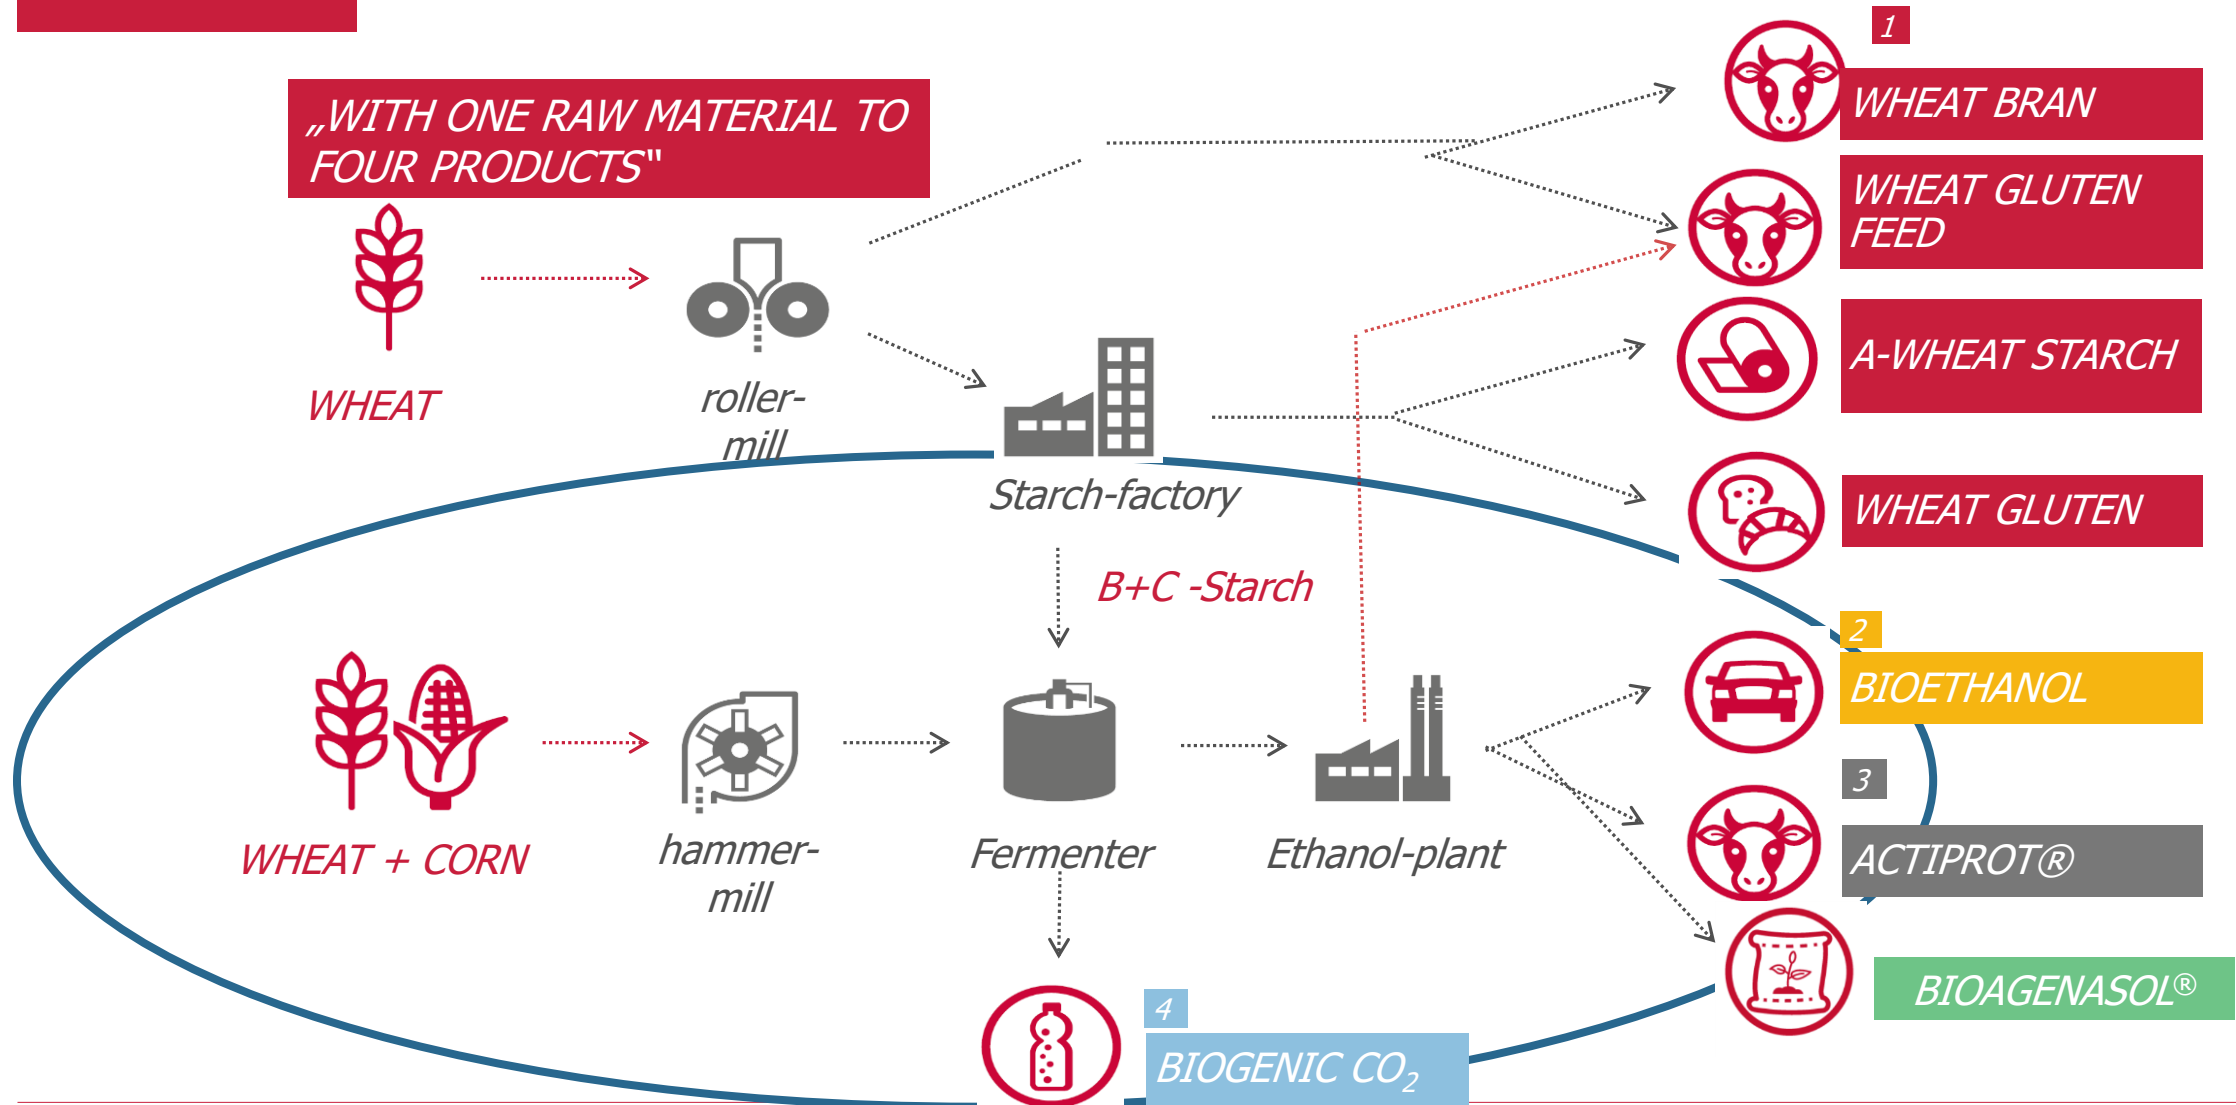 „WITH ONE RAW MATERIAL TO
FOUR PRODUCTS"
1
WHEAT BRAN
WHEAT GLUTEN
FEED
A-WHEAT STARCH
WHEAT GLUTEN
WHEAT
roller-
mill
Starch-factory
B+C -Starch
WHEAT + CORN
hammer-
mill
Fermenter
Ethanol-plant
2
BIOETHANOL
3
ACTIPROT®
BIOAGENASOL®
4
BIOGENIC CO₂